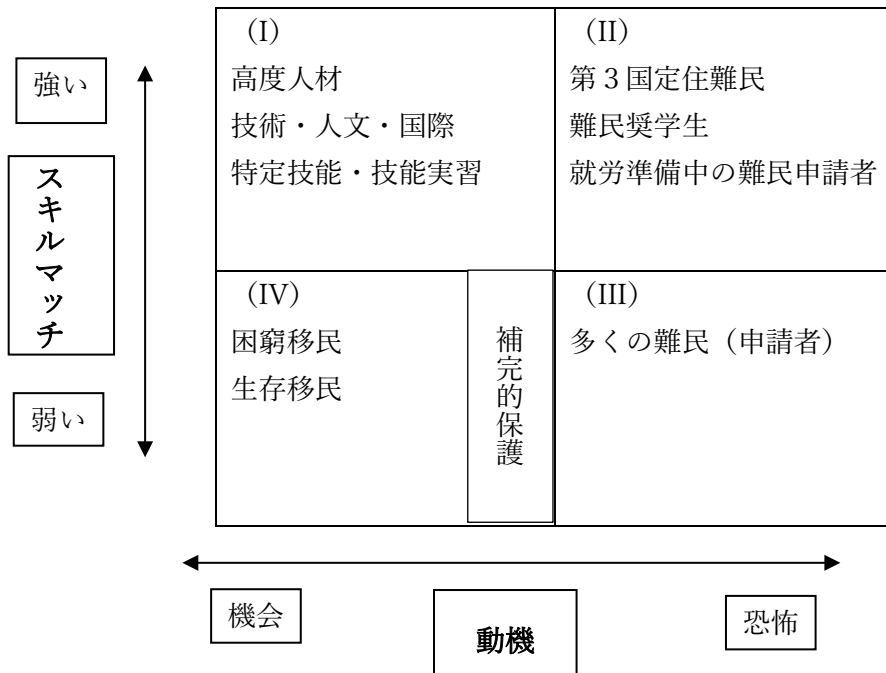 (I)
高度人材
技術・人文・国際
特定技能・技能実習
(II)
第3国定住難民
難民奨学生
就労準備中の難民申請者
強い
スキルマッチ
弱い
(IV)
困窮移民
生存移民
補完的保護
(III)
多くの難民(申請者)
機会
動機
恐怖